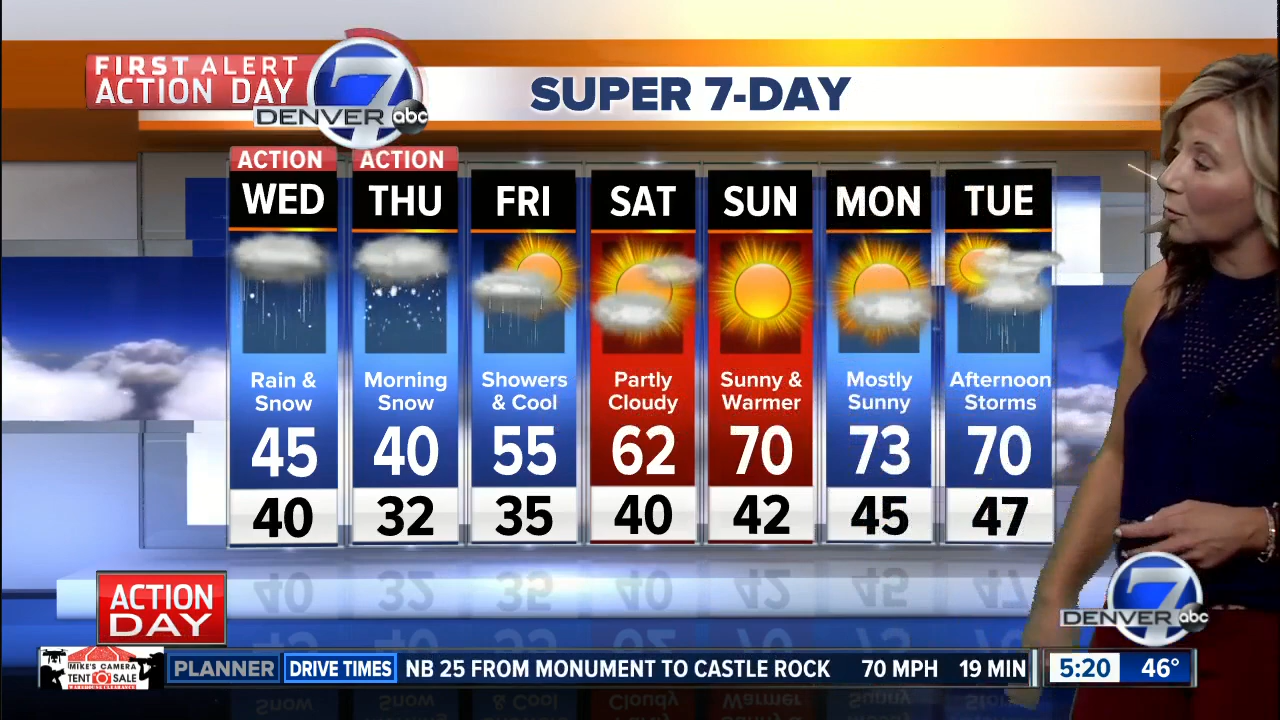 FIRST ALERT
ACTION DAY
7
DENVER abc
SUPER 7-DAY
ACTION
WED
Rain &
Snow
45
40
ACTION
THU
Morning
Snow
40
32
FRI
Showers
& Cool
55
35
SAT
Partly
Cloudy
62
40
SUN
Sunny &
Warmer
70
42
MON
Mostly
Sunny
73
45
TUE
Afternoon
Storms
70
47
ACTION
DAY
7
DENVER abc
MIKE'S CAMERA
TENT SALE
WAREHOUSE CLEARANCE
PLANNER
DRIVE TIMES
NB 25 FROM MONUMENT TO CASTLE ROCK 70 MPH 19 MIN
5:20 46°